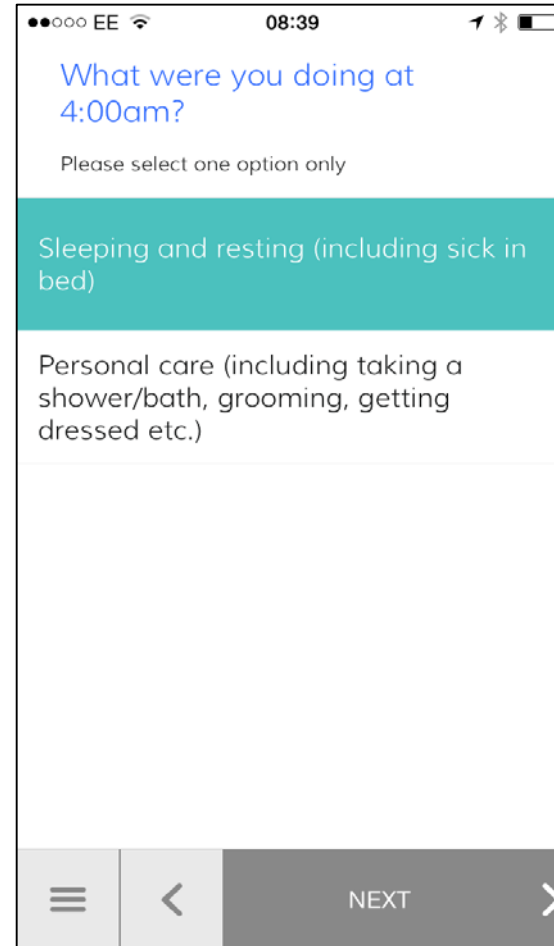 EE 08:39
What were you doing at
4:00am?
Please select one option only
Sleeping and resting (including sick in
bed)
Personal care (including taking a
shower/bath, grooming, getting
dressed etc.)
NEXT